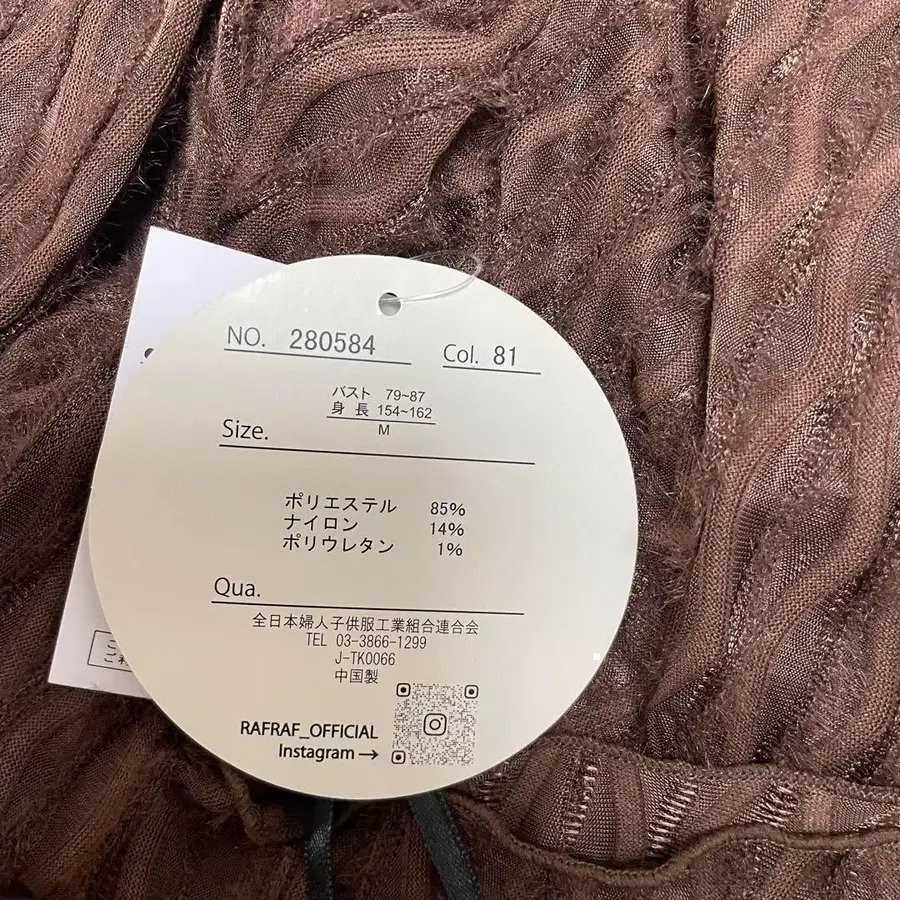 NO. 280584
Col. 81
バスト 79~87
身長 154~162
M
Size.
ポリエステル 85%
ナイロン 14%
ポリウレタン 1%
Qua.
全日本婦人子供服工業組合連合会
TEL 03-3866-1299
J-TK0066
中国製
RAFRAF_OFFICIAL
Instagram→